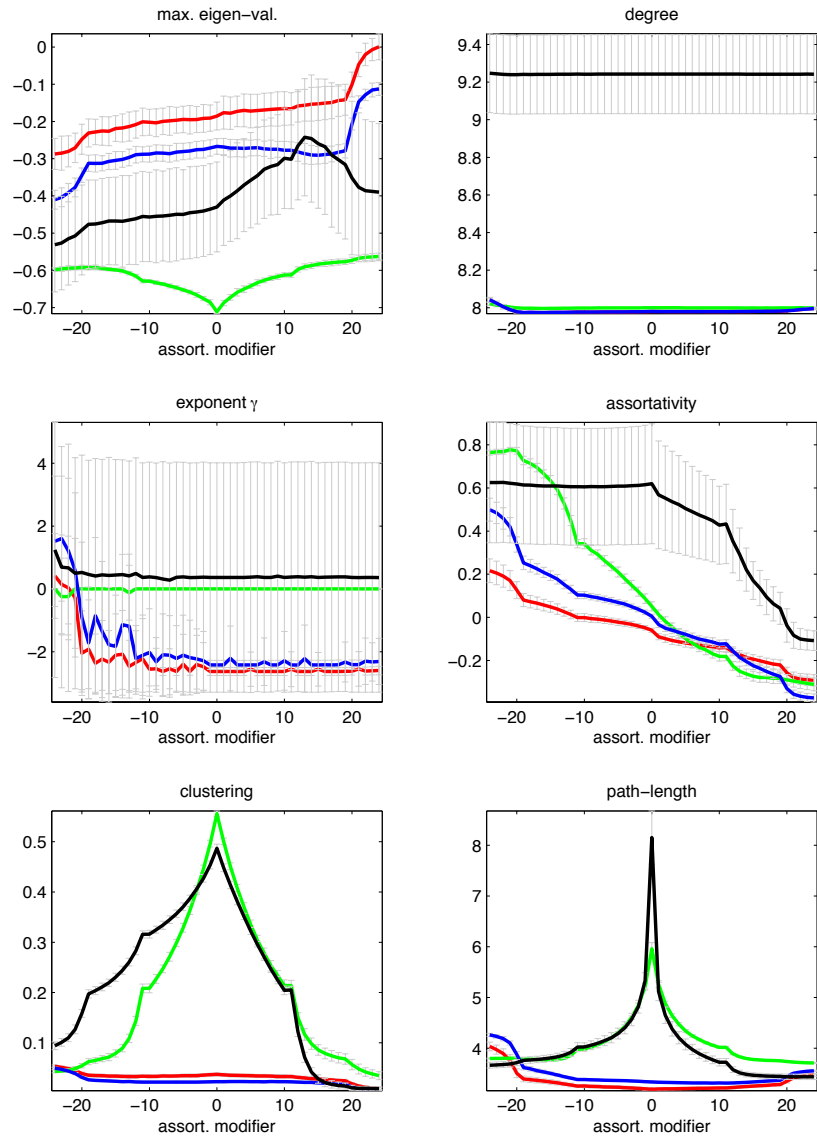 max. eigen−val.
0
−0.1
−0.2
−0.3
−0.4
−0.5
−0.6
−0.7
−20 −10 0 10 20
assort. modifier
degree
9.4
9.2
9
8.8
8.6
8.4
8.2
8
−20 −10 0 10 20
assort. modifier
exponent γ
4
2
0
−2
−20 −10 0 10 20
assort. modifier
assortativity
0.8
0.6
0.4
0.2
0
−0.2
−20 −10 0 10 20
assort. modifier
clustering
0.5
0.4
0.3
0.2
0.1
−20 −10 0 10 20
assort. modifier
path−length
8
7
6
5
4
−20 −10 0 10 20
assort. modifier